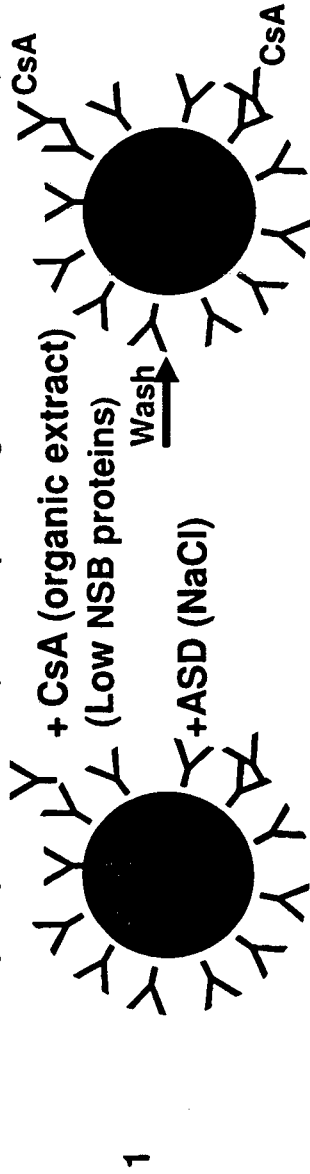 1
+ CsA (organic extract)
(Low NSB proteins)
+ASD (NaCl)
Wash
CsA
CsA